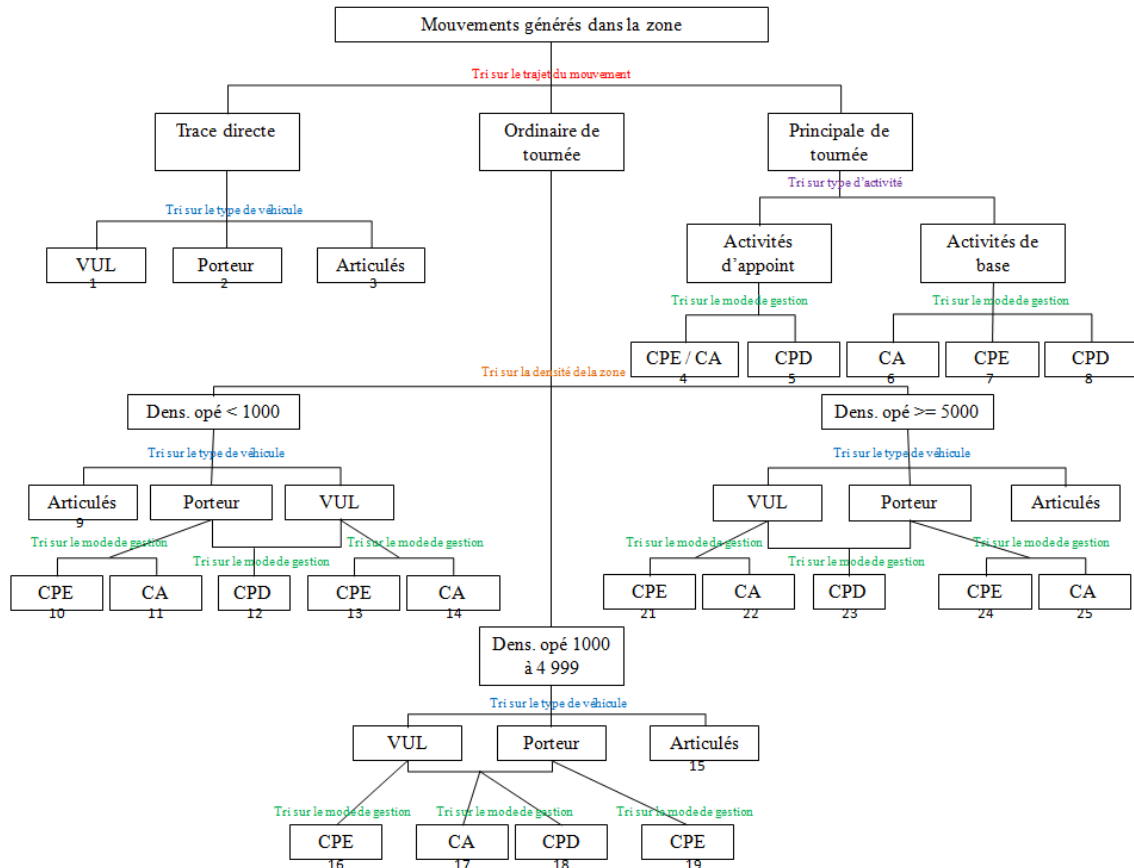 Mouvements générés dans la zone
Tri sur le trajet du mouvement
Trace directe
Ordinaire de
tournée
Principale de
tournée
Tri sur type d'activité
Tri sur le type de véhicule
VUL
1
Porteur
2
Articulés
3
Activités
d'appoint
Activités de
base
Tri sur le mode de gestion
Tri sur le mode de gestion
CPE / CA
4
CPD
5
CA
6
CPE
7
CPD
8
Tri sur la densité de la zone
Dens. opé < 1000
Dens. opé >= 5000
Tri sur le type de véhicule
Tri sur le type de véhicule
Articulés
9
Porteur
VUL
VUL
Porteur
Articulés
Tri sur le mode de gestion
Tri sur le mode de gestion
Tri sur le mode de gestion
Tri sur le mode de gestion
Tri sur le mode de gestion
Tri sur le mode de gestion
CPE
10
CA
11
CPD
12
CPE
13
CA
14
CPE
21
CA
22
CPD
23
CPE
24
CA
25
Dens. opé 1000
à 4 999
Tri sur le type de véhicule
VUL
Porteur
Articulés
15
Tri sur le mode de gestion
Tri sur le mode de gestion
Tri sur le mode de gestion
CPE
16
CA
17
CPD
18
CPE
19